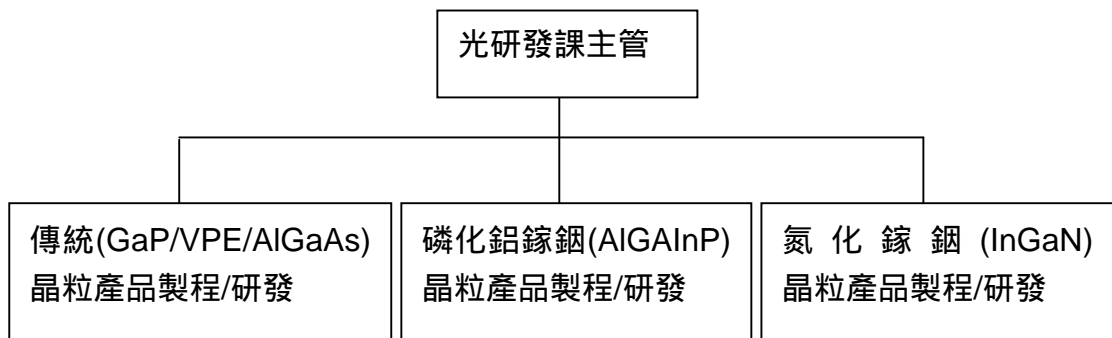 光研發課主管
傳統(GaP/VPE/AlGaAs)
晶粒產品製程/研發
磷化鋁鎵銦(AlGAInP)
晶粒產品製程/研發
氮化鎵銦(InGaN)
晶粒產品製程/研發